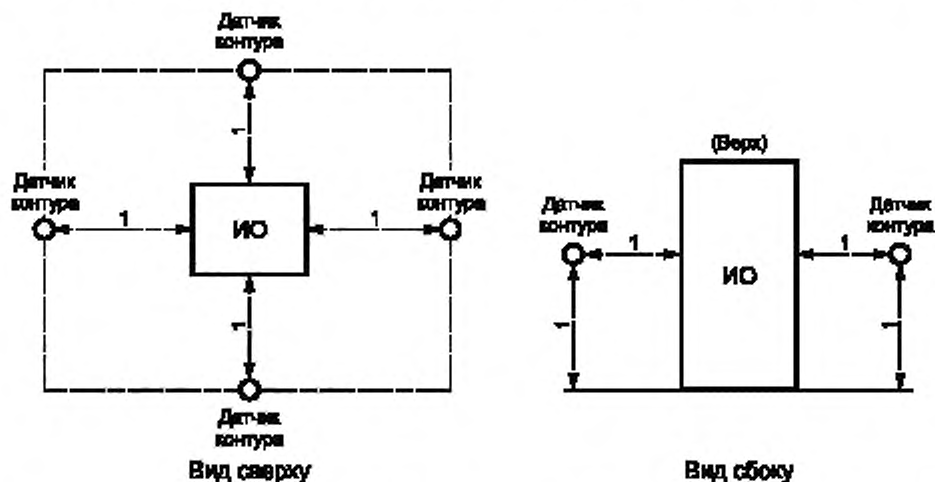 Датчик
контура
1
Датчик
контура
1
ИО
1
Датчик
контура
1
Датчик
контура
Вид сверху
(Верх)
Датчик
контура
1
1
ИО
1
Датчик
контура
1
Вид сбоку